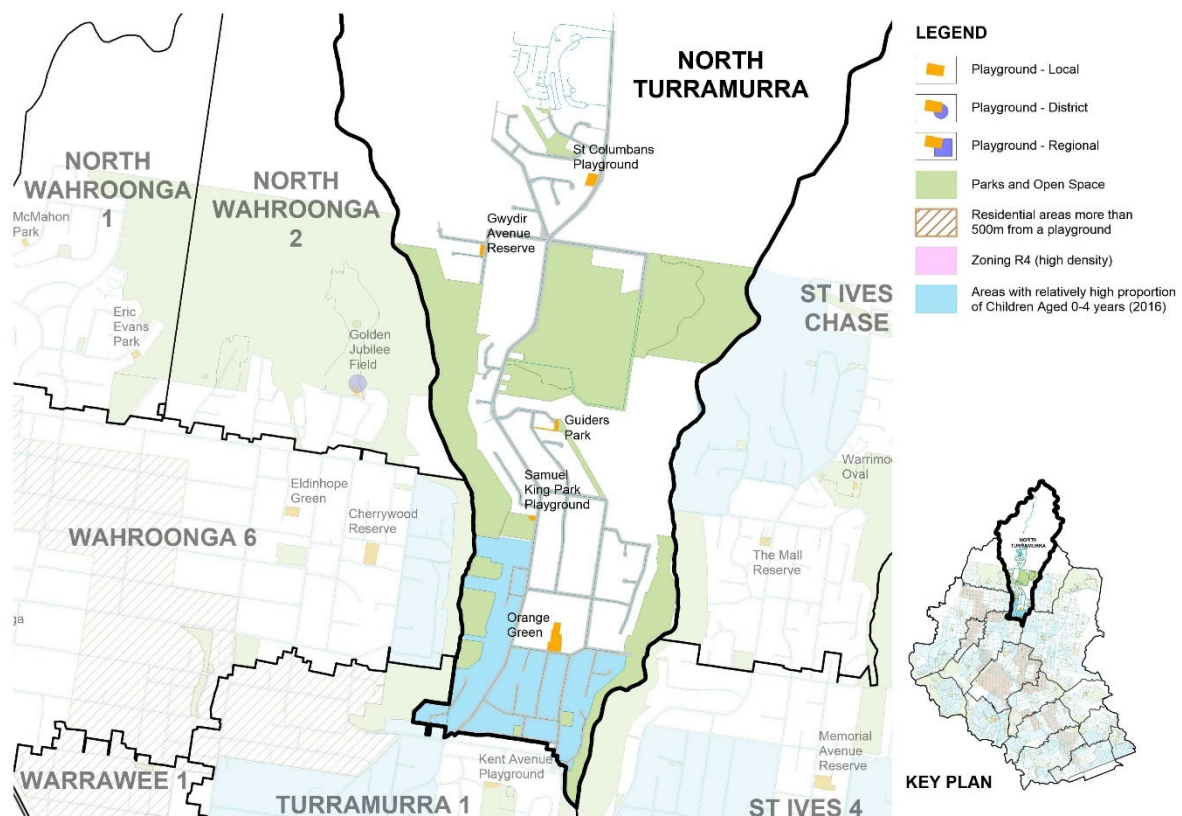 NORTH
TURRAMURRA
NORTH
WAHROONGA
1
NORTH
WAHROONGA
2
McMahon
Park
Eric
Evans
Park
Golden
Jubilee
Field
St Columbans
Playground
Gwydir
Avenue
Reserve
ST IVES
CHASE
Guiders
Park
Samuel
King Park
Playground
Warrimoo
Oval
Eldinhope
Green
Cherrywood
Reserve
WAHROONGA 6
The Mall
Reserve
ga
Orange
Green
WARRAWEE 1
Kent Avenue
Playground
TURRAMURRA 1
Memorial
Avenue
Reserve
ST IVES 4
LEGEND
Playground - Local
Playground - District
Playground - Regional
Parks and Open Space
Residential areas more than
500m from a playground
Zoning R4 (high density)
Areas with relatively high proportion
of Children Aged 0-4 years (2016)
NORTH
TURRAMURRA
KEY PLAN